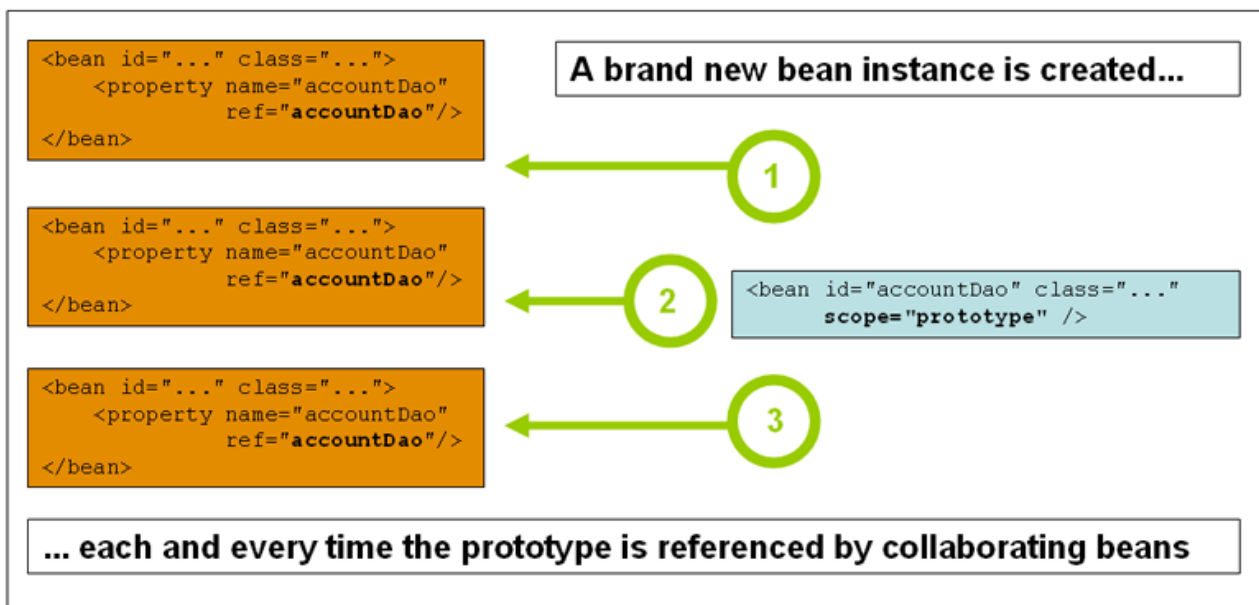 <bean id="..." class="...">
    <property name="accountDao"
              ref="accountDao"/>
</bean>
A brand new bean instance is created...
1
<bean id="..." class="...">
    <property name="accountDao"
              ref="accountDao"/>
</bean>
2
<bean id="accountDao" class="..."
      scope="prototype" />
<bean id="..." class="...">
    <property name="accountDao"
              ref="accountDao"/>
</bean>
3
... each and every time the prototype is referenced by collaborating beans